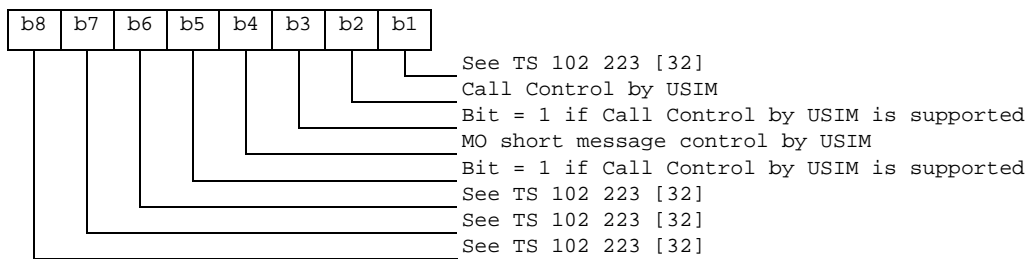 b8 b7 b6 b5 b4 b3 b2 b1
See TS 102 223 [32]
Call Control by USIM
Bit = 1 if Call Control by USIM is supported
MO short message control by USIM
Bit = 1 if Call Control by USIM is supported
See TS 102 223 [32]
See TS 102 223 [32]
See TS 102 223 [32]